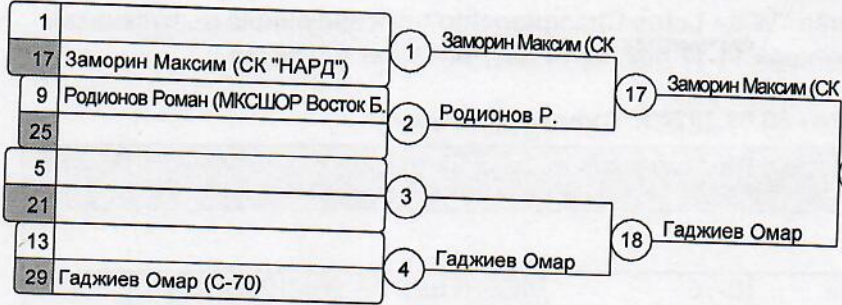 1
17 Заморин Максим (СК "НАРД")
1 Заморин Максим (СК
9 Родионов Роман (МКСШОР Восток Б.
25
2 Родионов Р.
17 Заморин Максим (СК
5
21
3
13
29 Гаджиев Омар (С-70)
4 Гаджиев Омар
18 Гаджиев Омар